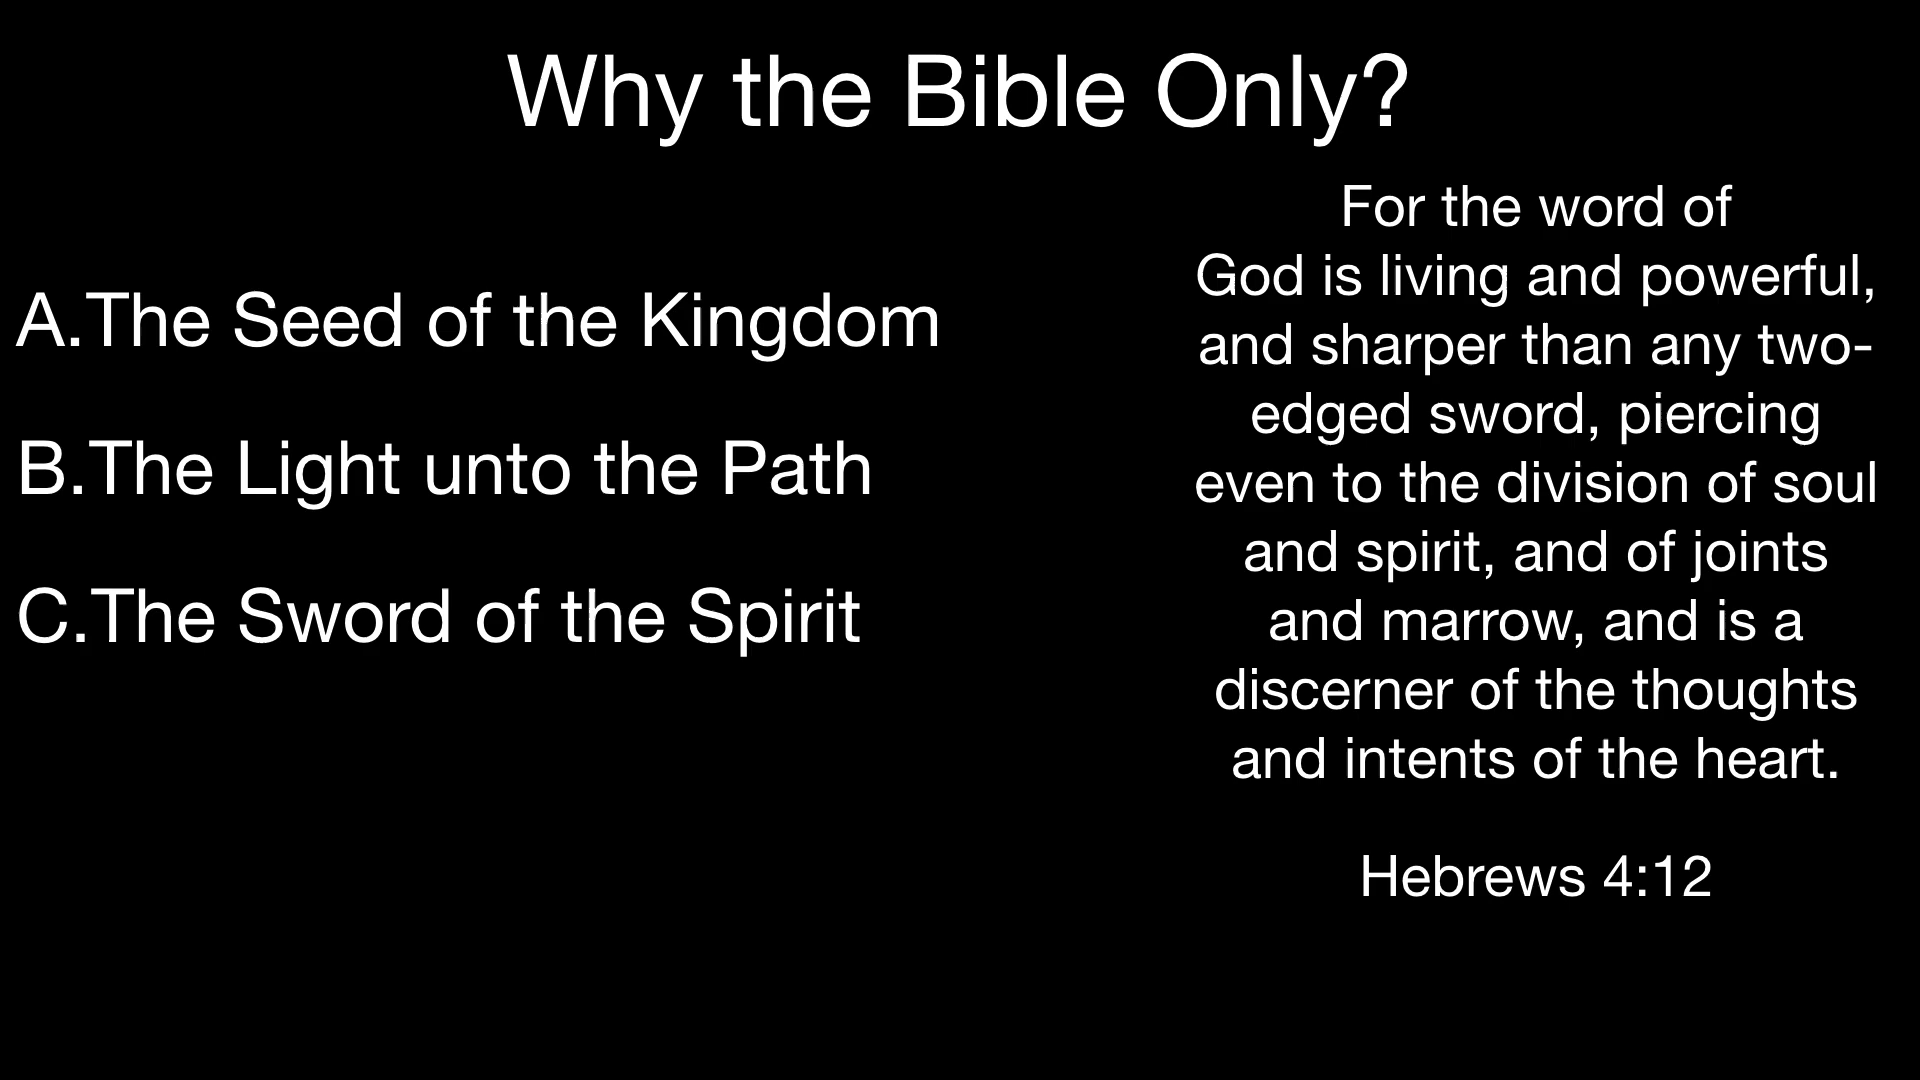 Why the Bible Only?
A.The Seed of the Kingdom
B.The Light unto the Path
C.The Sword of the Spirit
For the word of
God is living and powerful,
and sharper than any two-
edged sword, piercing
even to the division of soul
and spirit, and of joints
and marrow, and is a
discerner of the thoughts
and intents of the heart.
Hebrews 4:12